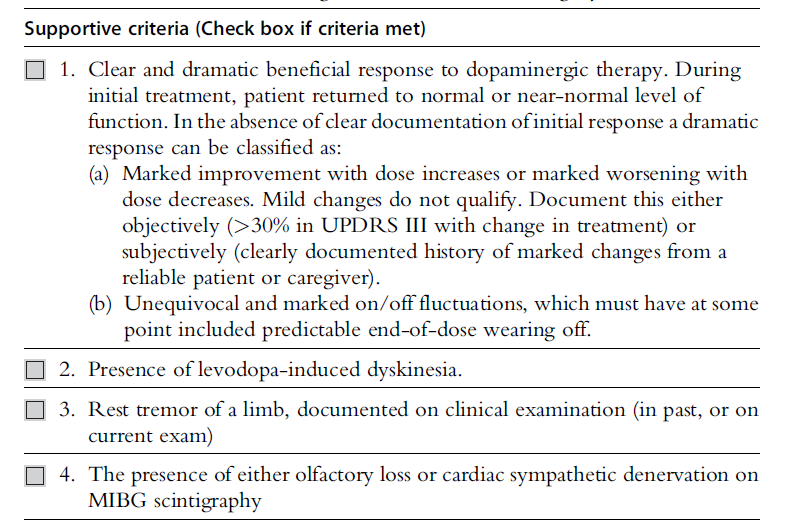 Supportive criteria (Check box if criteria met)
1. Clear and dramatic beneficial response to dopaminergic therapy. During
initial treatment, patient returned to normal or near-normal level of
function. In the absence of clear documentation of initial response a dramatic
response can be classified as:
(a) Marked improvement with dose increases or marked worsening with
dose decreases. Mild changes do not qualify. Document this either
objectively (>30% in UPDRS III with change in treatment) or
subjectively (clearly documented history of marked changes from a
reliable patient or caregiver).
(b) Unequivocal and marked on/off fluctuations, which must have at some
point included predictable end-of-dose wearing off.
2. Presence of levodopa-induced dyskinesia.
3. Rest tremor of a limb, documented on clinical examination (in past, or on
current exam)
4. The presence of either olfactory loss or cardiac sympathetic denervation on
MIBG scintigraphy